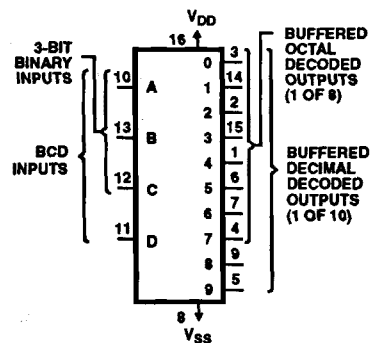 VDD
16
3-BIT
BINARY
INPUTS
BCD
INPUTS
10 A
13 B
12 C
11 D
0 3
1 14
2 2
3 15
4 1
5 6
6 7
7 4
8 9
9 5
8
VSS
BUFFERED
OCTAL
DECODED
OUTPUTS
(1 OF 8)
BUFFERED
DECIMAL
DECODED
OUTPUTS
(1 OF 10)